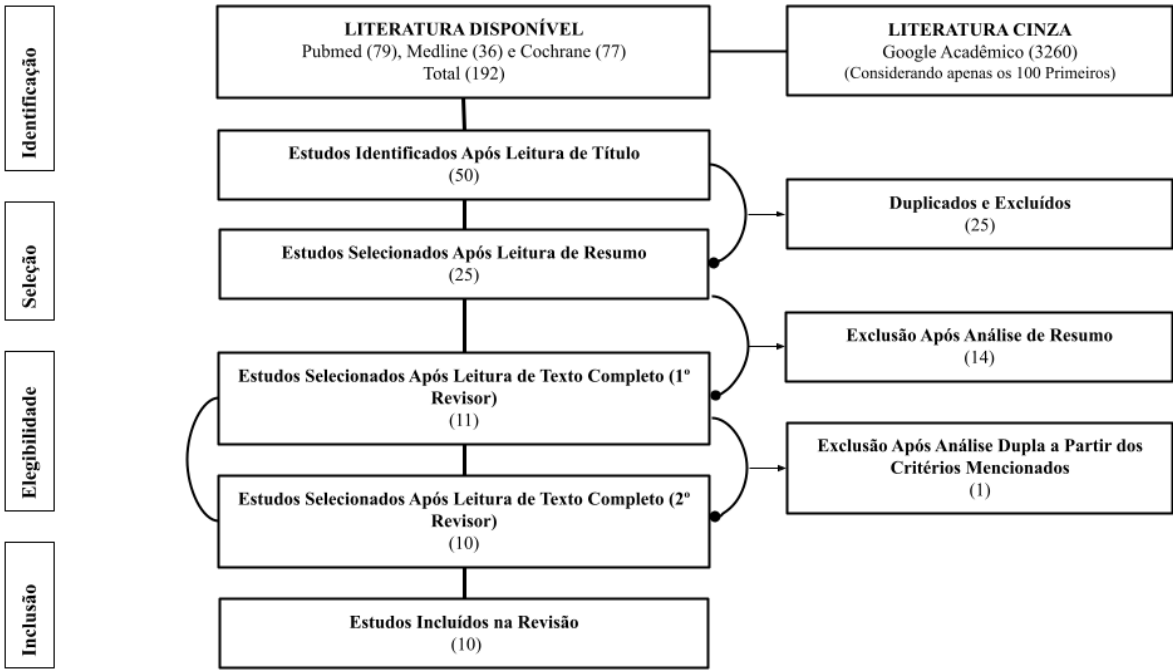 Identificação
LITERATURA DISPONÍVEL
Pubmed (79), Medline (36) e Cochrane (77)
Total (192)
LITERATURA CINZA
Google Acadêmico (3260)
(Considerando apenas os 100 Primeiros)
Estudos Identificados Após Leitura de Título
(50)
Duplicados e Excluídos
(25)
Seleção
Estudos Selecionados Após Leitura de Resumo
(25)
Exclusão Após Análise de Resumo
(14)
Elegibilidade
Estudos Selecionados Após Leitura de Texto Completo (1º
Revisor)
(11)
Exclusão Após Análise Dupla a Partir dos
Critérios Mencionados
(1)
Estudos Selecionados Após Leitura de Texto Completo (2º
Revisor)
(10)
Inclusão
Estudos Incluídos na Revisão
(10)